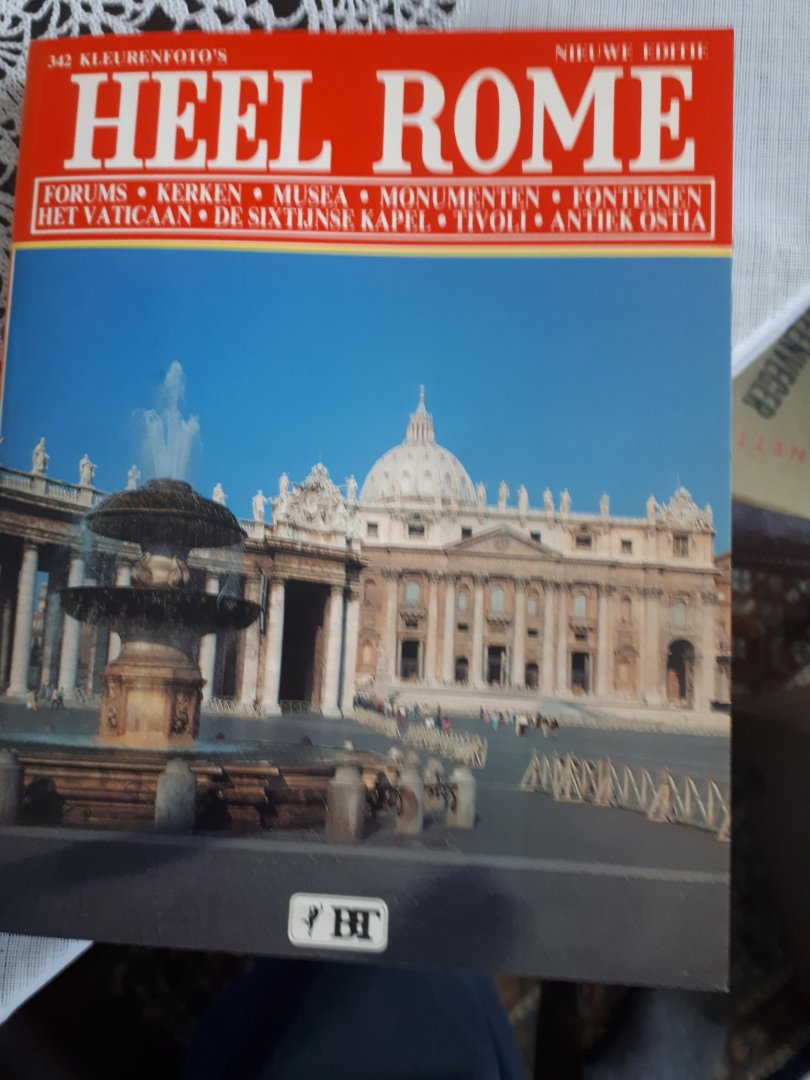 342 KLEURENFOTO'S
NIEUWE EDITIE
HEEL ROME
FORUMS • KERKEN • MUSEA • MONUMENTEN • FONTEINEN
HET VATICAAN • DE SIXTIJNSE KAPEL • TIVOLI • ANTIEK OSTIA